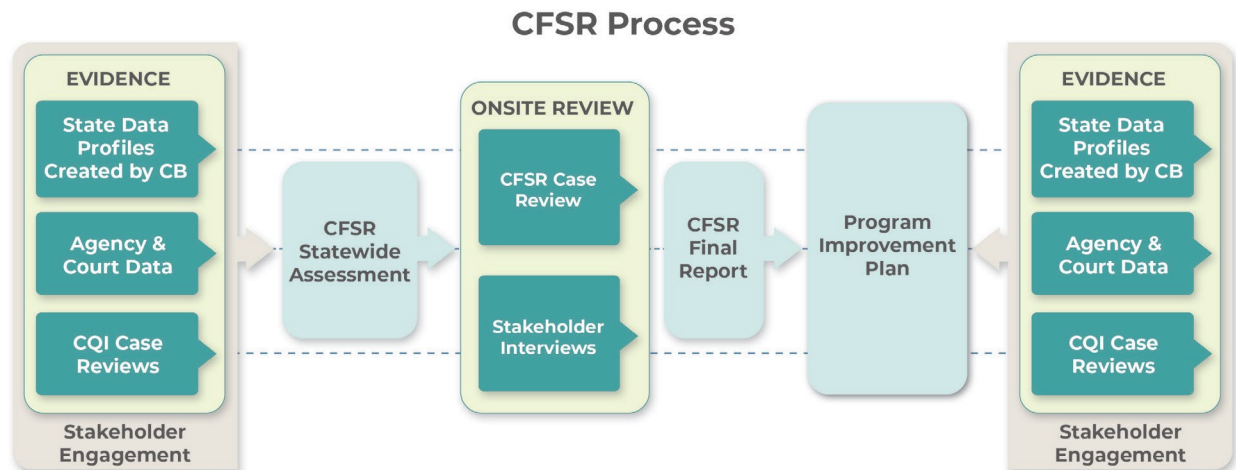 CFSR Process
EVIDENCE
State Data
Profiles
Created by CB
Agency &
Court Data
CQI Case
Reviews
Stakeholder
Engagement
CFSR
Statewide
Assessment
ONSITE REVIEW
CFSR Case
Review
Stakeholder
Interviews
CFSR
Final
Report
Program
Improvement
Plan
EVIDENCE
State Data
Profiles
Created by CB
Agency &
Court Data
CQI Case
Reviews
Stakeholder
Engagement